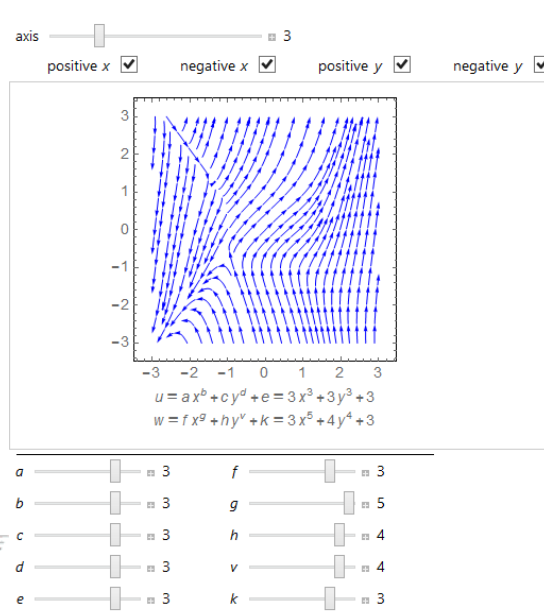 axis 3
positive x negative x positive y negative y
3
2
1
0
−1
−2
−3
−3 −2 −1 0 1 2 3
u = a x^b + c y^d + e = 3 x^3 + 3 y^3 + 3
w = f x^g + h y^v + k = 3 x^5 + 4 y^4 + 3
a 3 f 3
b 3 g 5
c 3 h 4
d 3 v 4
e 3 k 3